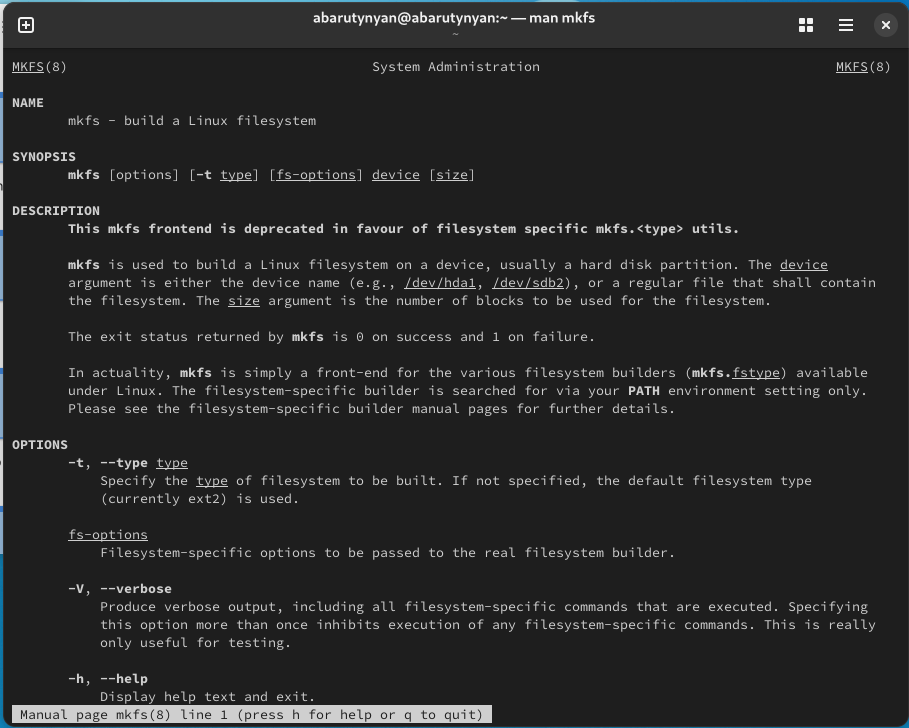 abarutynyan@abarutynyan:~ — man mkfs
~
MKFS(8) System Administration MKFS(8)
NAME
mkfs - build a Linux filesystem
SYNOPSIS
mkfs [options] [-t type] [fs-options] device [size]
DESCRIPTION
This mkfs frontend is deprecated in favour of filesystem specific mkfs.<type> utils.
mkfs is used to build a Linux filesystem on a device, usually a hard disk partition. The device
argument is either the device name (e.g., /dev/hda1, /dev/sdb2), or a regular file that shall contain
the filesystem. The size argument is the number of blocks to be used for the filesystem.
The exit status returned by mkfs is 0 on success and 1 on failure.
In actuality, mkfs is simply a front-end for the various filesystem builders (mkfs.fstype) available
under Linux. The filesystem-specific builder is searched for via your PATH environment setting only.
Please see the filesystem-specific builder manual pages for further details.
OPTIONS
-t, --type type
Specify the type of filesystem to be built. If not specified, the default filesystem type
(currently ext2) is used.
fs-options
Filesystem-specific options to be passed to the real filesystem builder.
-V, --verbose
Produce verbose output, including all filesystem-specific commands that are executed. Specifying
this option more than once inhibits execution of any filesystem-specific commands. This is really
only useful for testing.
-h, --help
Display help text and exit.
Manual page mkfs(8) line 1 (press h for help or q to quit)